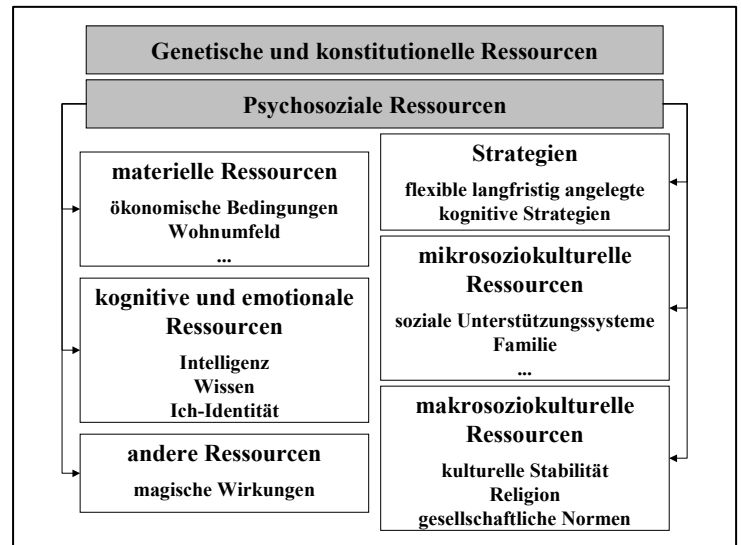 Genetische und konstitutionelle Ressourcen
Psychosoziale Ressourcen
materielle Ressourcen
ökonomische Bedingungen
Wohnumfeld
...
kognitive und emotionale
Ressourcen
Intelligenz
Wissen
Ich-Identität
andere Ressourcen
magische Wirkungen
Strategien
flexible langfristig angelegte
kognitive Strategien
mikrosoziokulturelle
Ressourcen
soziale Unterstützungssysteme
Familie
...
makrosoziokulturelle
Ressourcen
kulturelle Stabilität
Religion
gesellschaftliche Normen